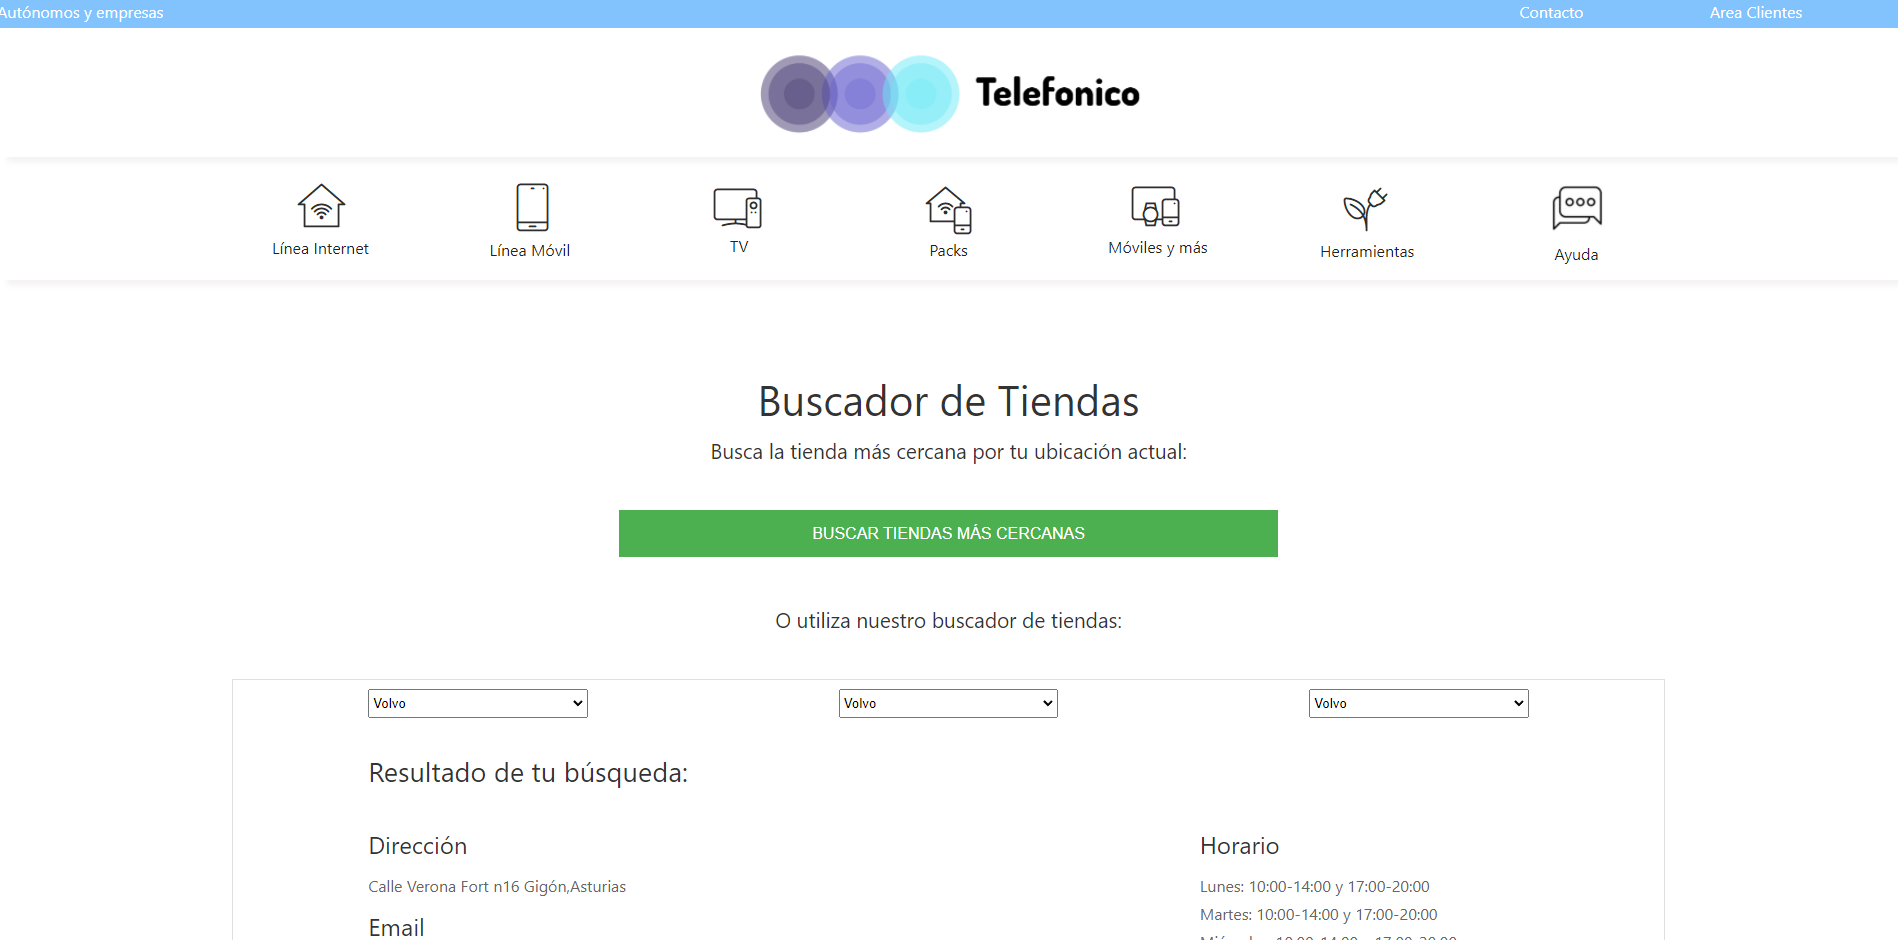 Autónomos y empresas
Contacto
Area Clientes
Telefonico
Línea Internet
Línea Móvil
TV
Packs
Móviles y más
Herramientas
Ayuda
Buscador de Tiendas
Busca la tienda más cercana por tu ubicación actual:
BUSCAR TIENDAS MÁS CERCANAS
O utiliza nuestro buscador de tiendas:
Volvo
Volvo
Volvo
Resultado de tu búsqueda:
Dirección
Calle Verona Fort n16 Gigón,Asturias
Email
Horario
Lunes: 10:00-14:00 y 17:00-20:00
Martes: 10:00-14:00 y 17:00-20:00